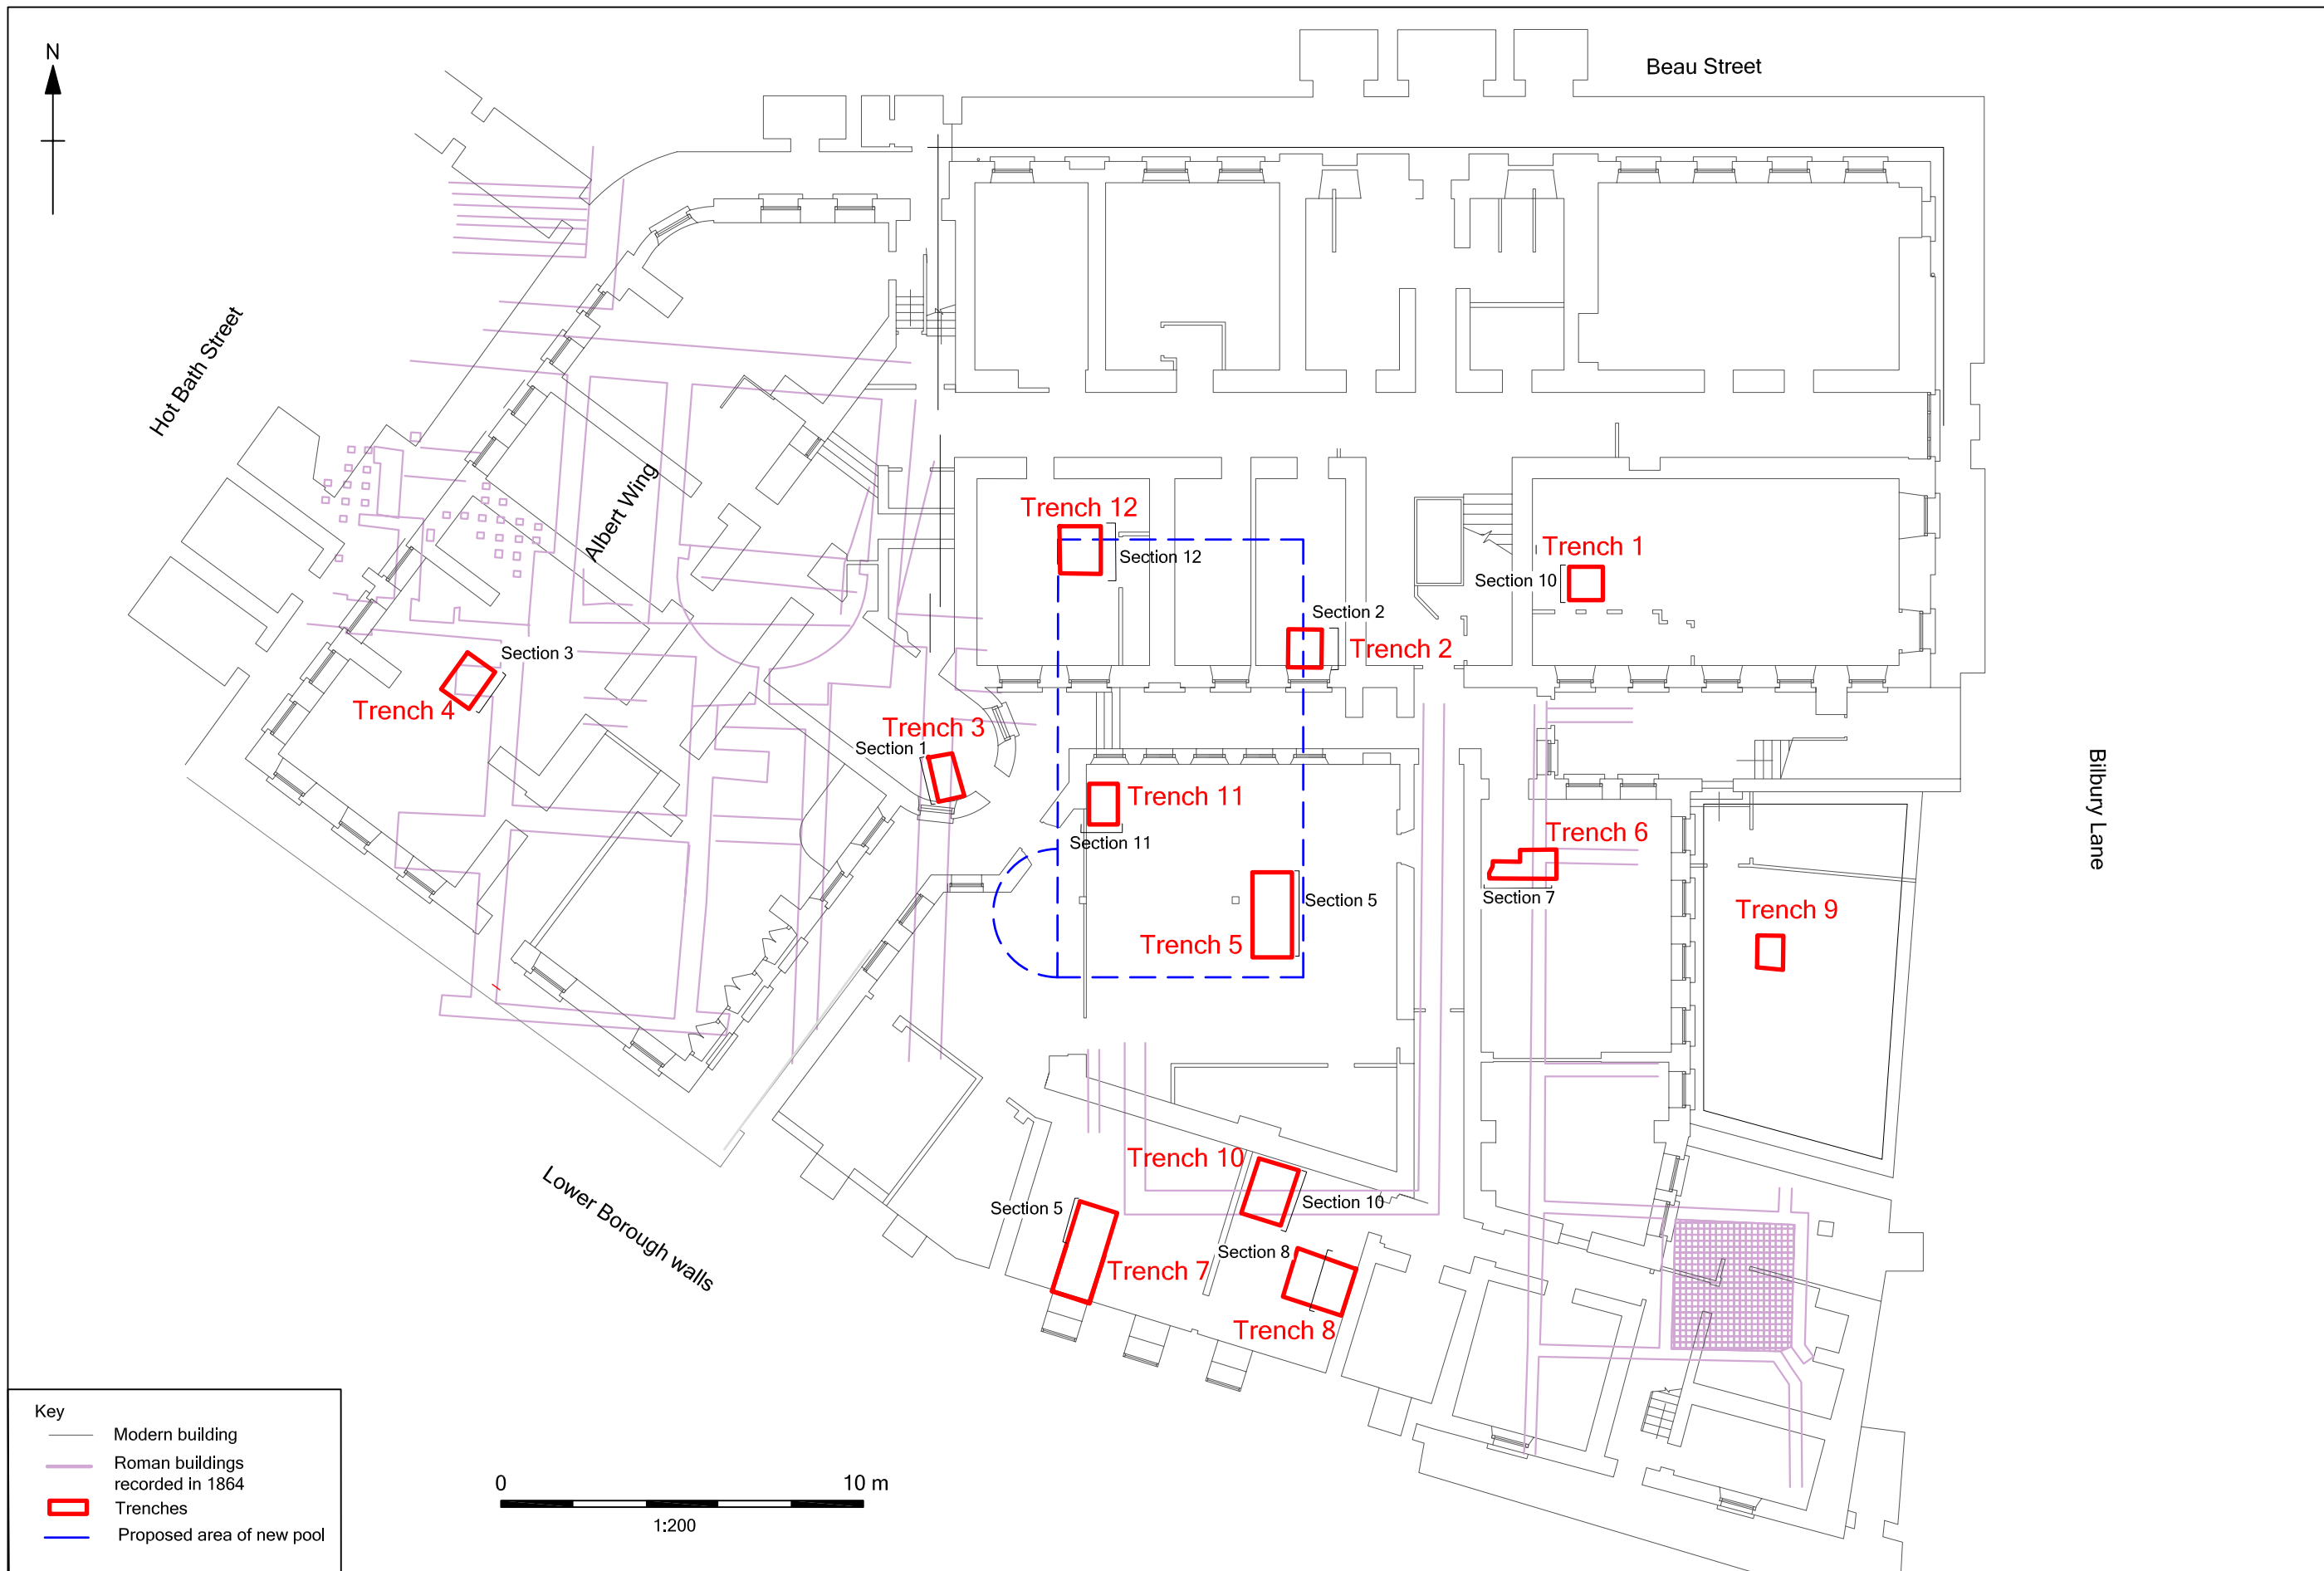 N
Beau Street
Hot Bath Street
Albert Wing
Trench 12
Section 12
Trench 1
Section 10
Section 2
Trench 2
Section 3
Trench 4
Trench 3
Section 1
Trench 11
Section 11
Trench 6
Section 7
Bilbury Lane
Section 5
Trench 5
Trench 9
Trench 10
Section 10
Section 5
Lower Borough walls
Section 8
Trench 7
Trench 8
Key
Modern building
Roman buildings
recorded in 1864
Trenches
Proposed area of new pool
0 10 m
1:200